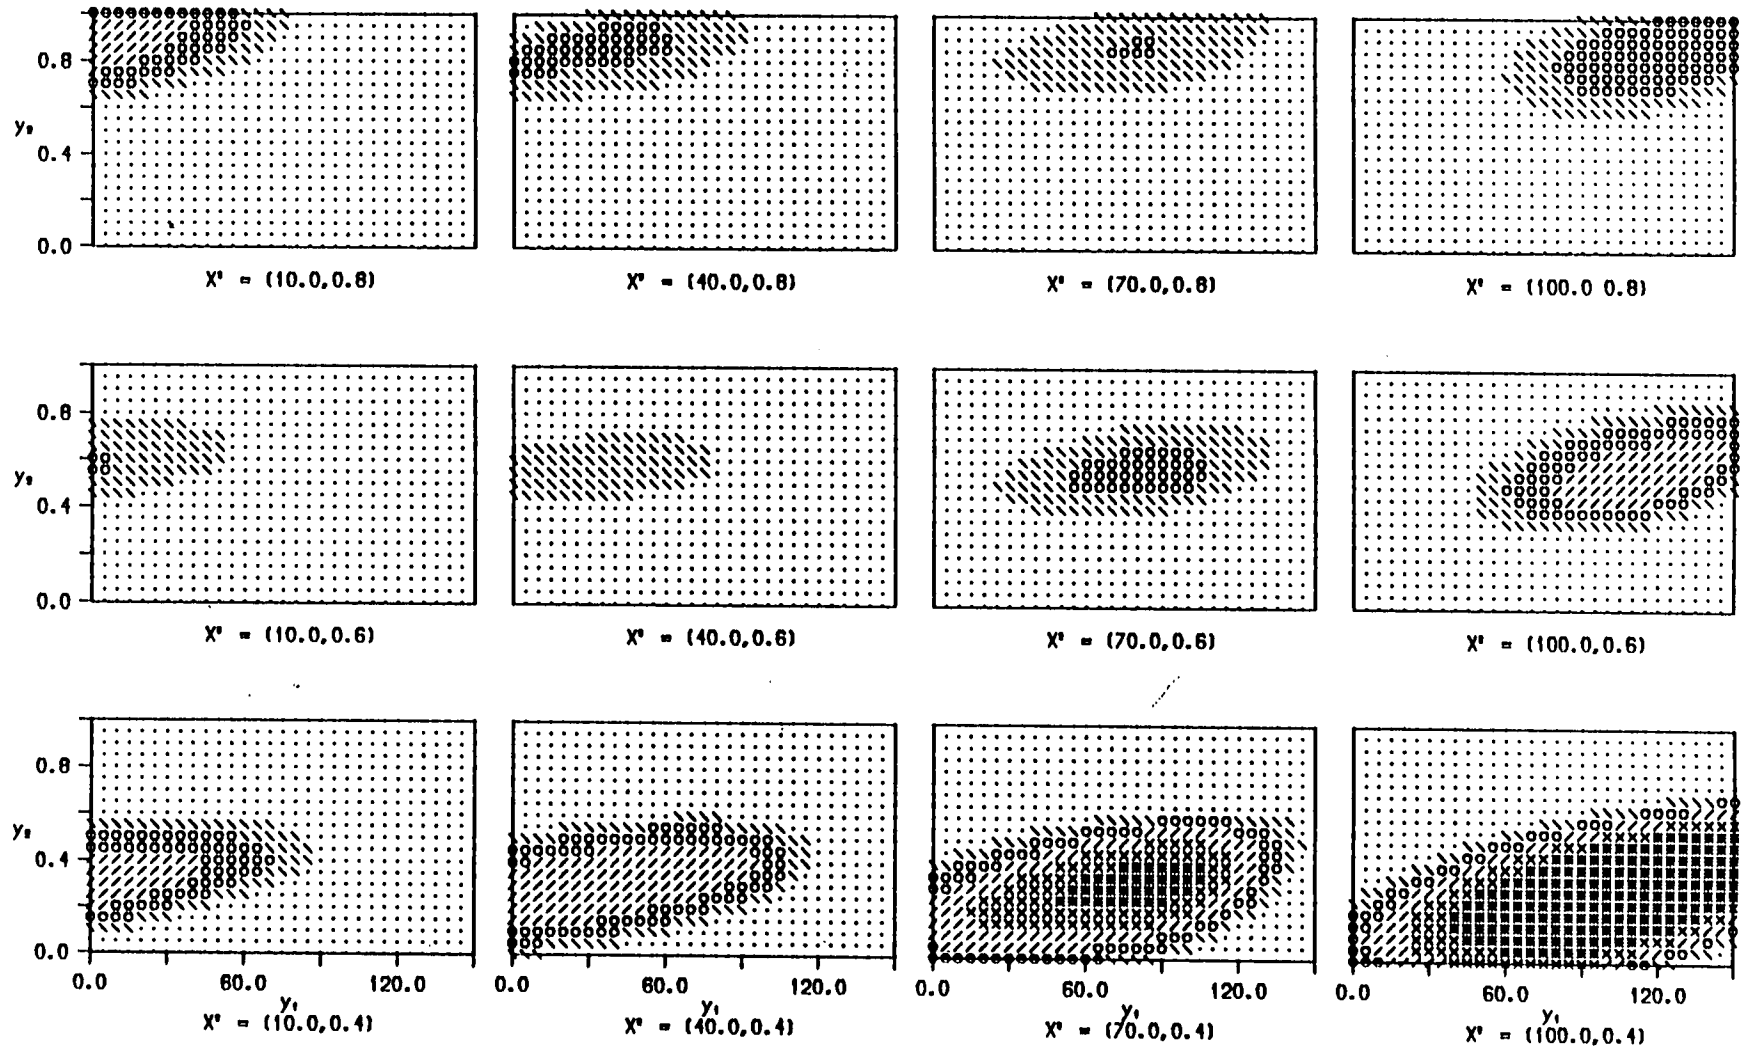 0.8
y₂
0.4
0.0
X' = (10.0,0.8)
X' = (40.0,0.8)
X' = (70.0,0.8)
X' = (100.0 0.8)
0.8
y₂
0.4
0.0
X' = (10.0,0.6)
X' = (40.0,0.6)
X' = (70.0,0.6)
X' = (100.0,0.6)
0.8
y₂
0.4
0.0
0.0 60.0 120.0
0.0 60.0 120.0
0.0 60.0 120.0
0.0 60.0 120.0
y₁
y₁
y₁
y₁
X' = (10.0,0.4)
X' = (40.0,0.4)
X' = (70.0,0.4)
X' = (100.0,0.4)